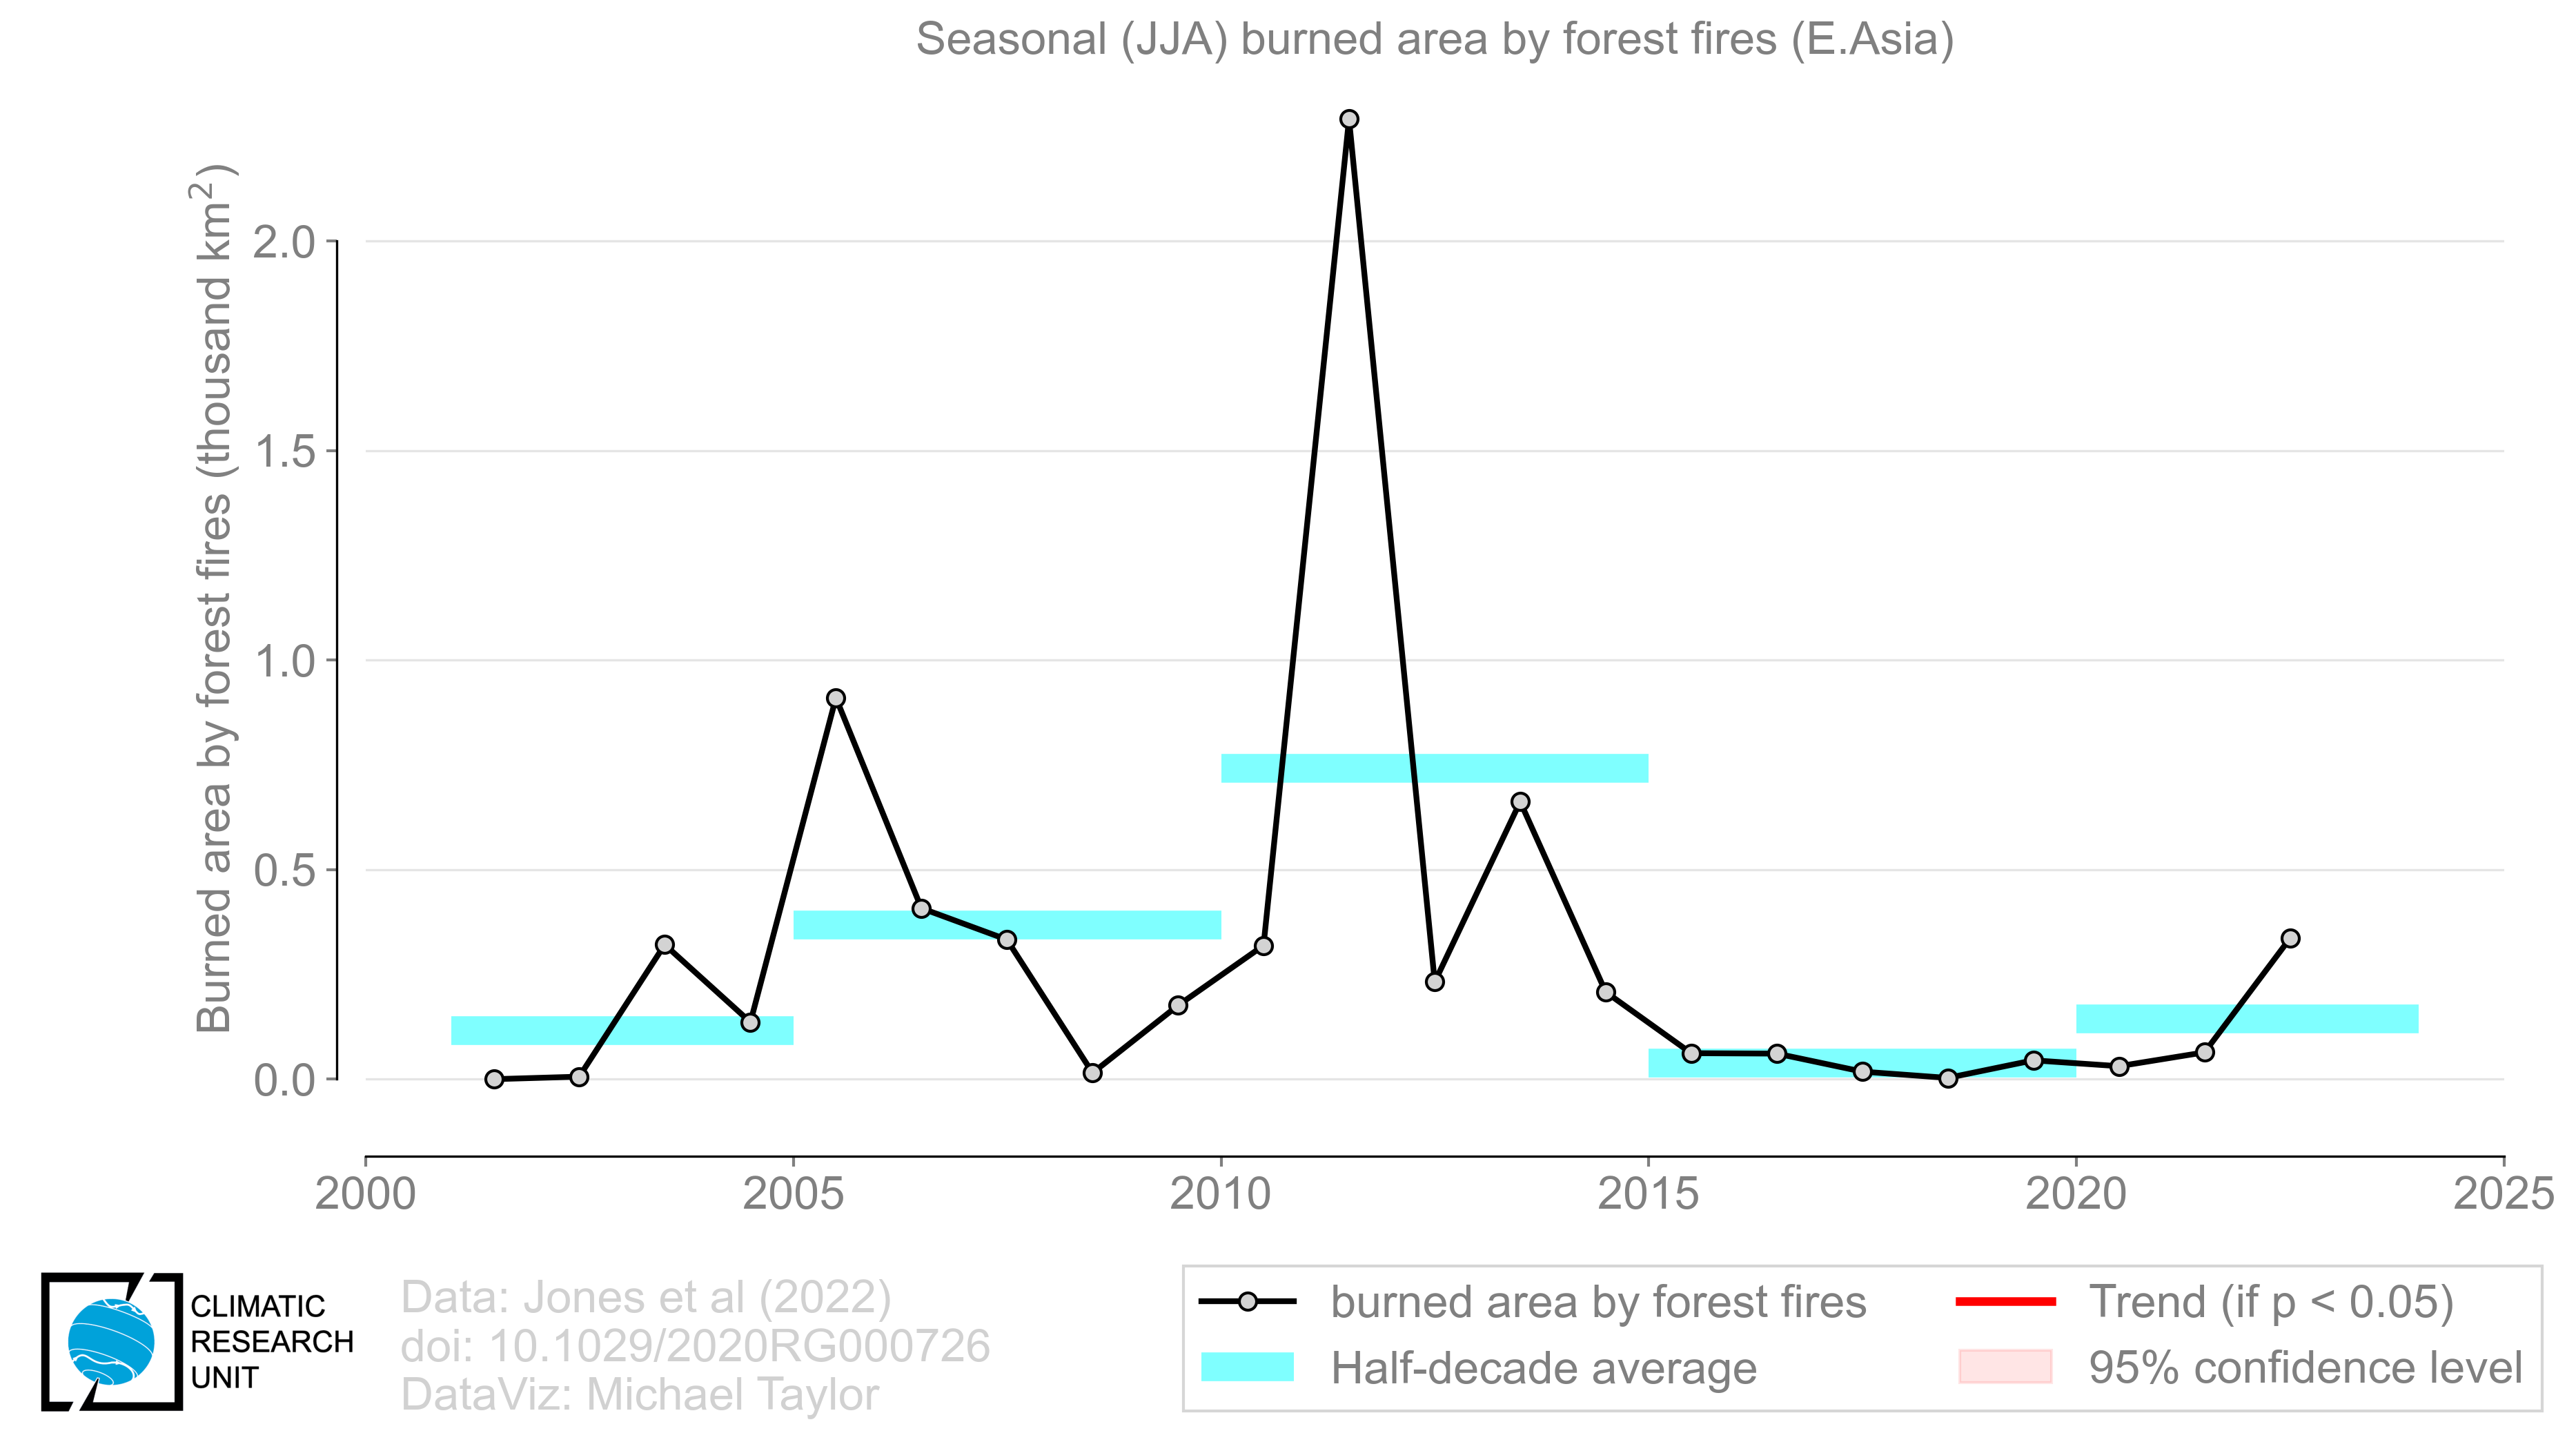 Seasonal (JJA) burned area by forest fires (E.Asia)
Burned area by forest fires (thousand km²)
2.0
1.5
1.0
0.5
0.0
2000 2005 2010 2015 2020 2025
CLIMATIC
RESEARCH
UNIT
Data: Jones et al (2022)
doi: 10.1029/2020RG000726
DataViz: Michael Taylor
burned area by forest fires
Half-decade average
Trend (if p < 0.05)
95% confidence level